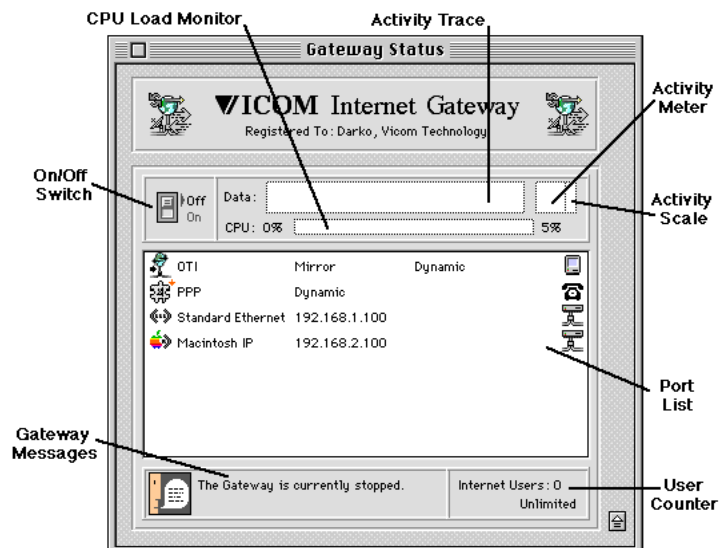 CPU Load Monitor
Activity Trace
Gateway Status
VICOM Internet Gateway
Registered To: Darko, Vicom Technology
Activity
Meter
On/Off
Switch
Off
On
Data:
CPU: 0%
5%
Activity
Scale
OTI Mirror Dynamic
PPP Dynamic
Standard Ethernet 192.168.1.100
Macintosh IP 192.168.2.100
Port
List
Gateway
Messages
The Gateway is currently stopped.
Internet Users: 0
Unlimited
User
Counter